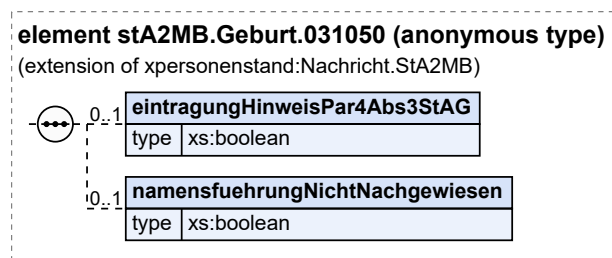 element stA2MB.Geburt.031050 (anonymous type)
(extension of xpersonenstand:Nachricht.StA2MB)
0..1 eintragungHinweisPar4Abs3StAG
type xs:boolean
0..1 namensfuehrungNichtNachgewiesen
type xs:boolean